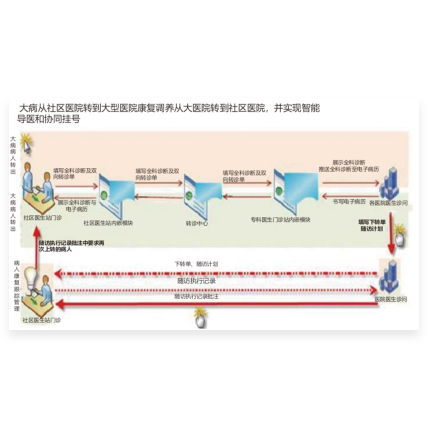 大病从社区医院转到大型医院康复调养从大医院转到社区医院，并实现智能
导医和协同挂号
大病病人转出
填写全科诊断及双
向转诊单
填写全科诊断及双
向转诊单
填写全科诊断及双
向转诊单
展示全科诊断
推送全科诊断至电子病历
社区医生站门诊
展示全科诊断与
电子病历
社区医生站内嵌模块
转诊中心
专科医生门诊站内嵌模块
书写电子病历
各医院医生诊间
大病病人转出
填写下转单
随访计划
随访执行记录批注中要求再
次上转的病人
病人康复跟踪管理
下转单、随访计划
随访执行记录
随访执行记录批注
社区医生站门诊
医院医生诊间